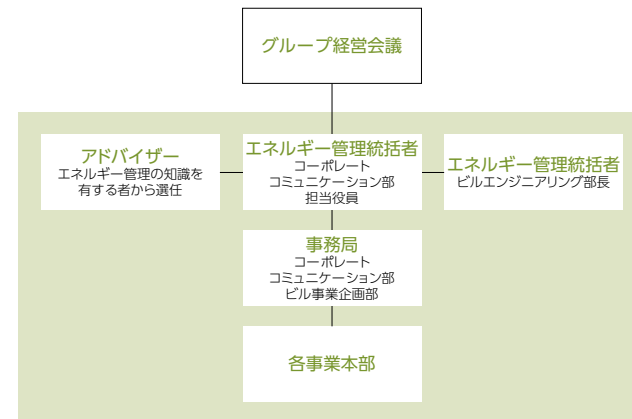 グループ経営会議
アドバイザー
エネルギー管理の知識を
有する者から選任
エネルギー管理統括者
コーポレート
コミュニケーション部
担当役員
エネルギー管理統括者
ビルエンジニアリング部長
事務局
コーポレート
コミュニケーション部
ビル事業企画部
各事業本部